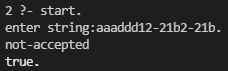 2 ?- start.
enter string:aaaddd12-21b2-21b.
not-accepted
true.